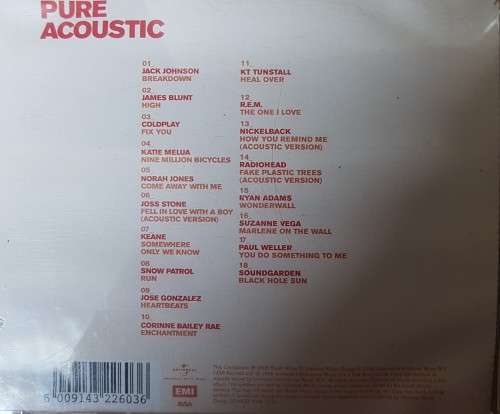 PURE
ACOUSTIC
01
JACK JOHNSON
BREAKDOWN
02
JAMES BLUNT
HIGH
03
COLDPLAY
FIX YOU
04
KATIE MELUA
NINE MILLION BICYCLES
05
NORAH JONES
COME AWAY WITH ME
06
JOSS STONE
FELL IN LOVE WITH A BOY
(ACOUSTIC VERSION)
07
KEANE
SOMEWHERE
ONLY WE KNOW
08
SNOW PATROL
RUN
09
JOSE GONZALEZ
HEARTBEATS
10
CORINNE BAILEY RAE
ENCHANTMENT
11
KT TUNSTALL
HEAL OVER
12
R.E.M.
THE ONE I LOVE
13
NICKELBACK
HOW YOU REMIND ME
(ACOUSTIC VERSION)
14
RADIOHEAD
FAKE PLASTIC TREES
(ACOUSTIC VERSION)
15
RYAN ADAMS
WONDERWALL
16
SUZANNE VEGA
MARLENE ON THE WALL
17
PAUL WELLER
YOU DO SOMETHING TO ME
18
SOUNDGARDEN
BLACK HOLE SUN
5 009143 226036
UNIVERSAL
EMI